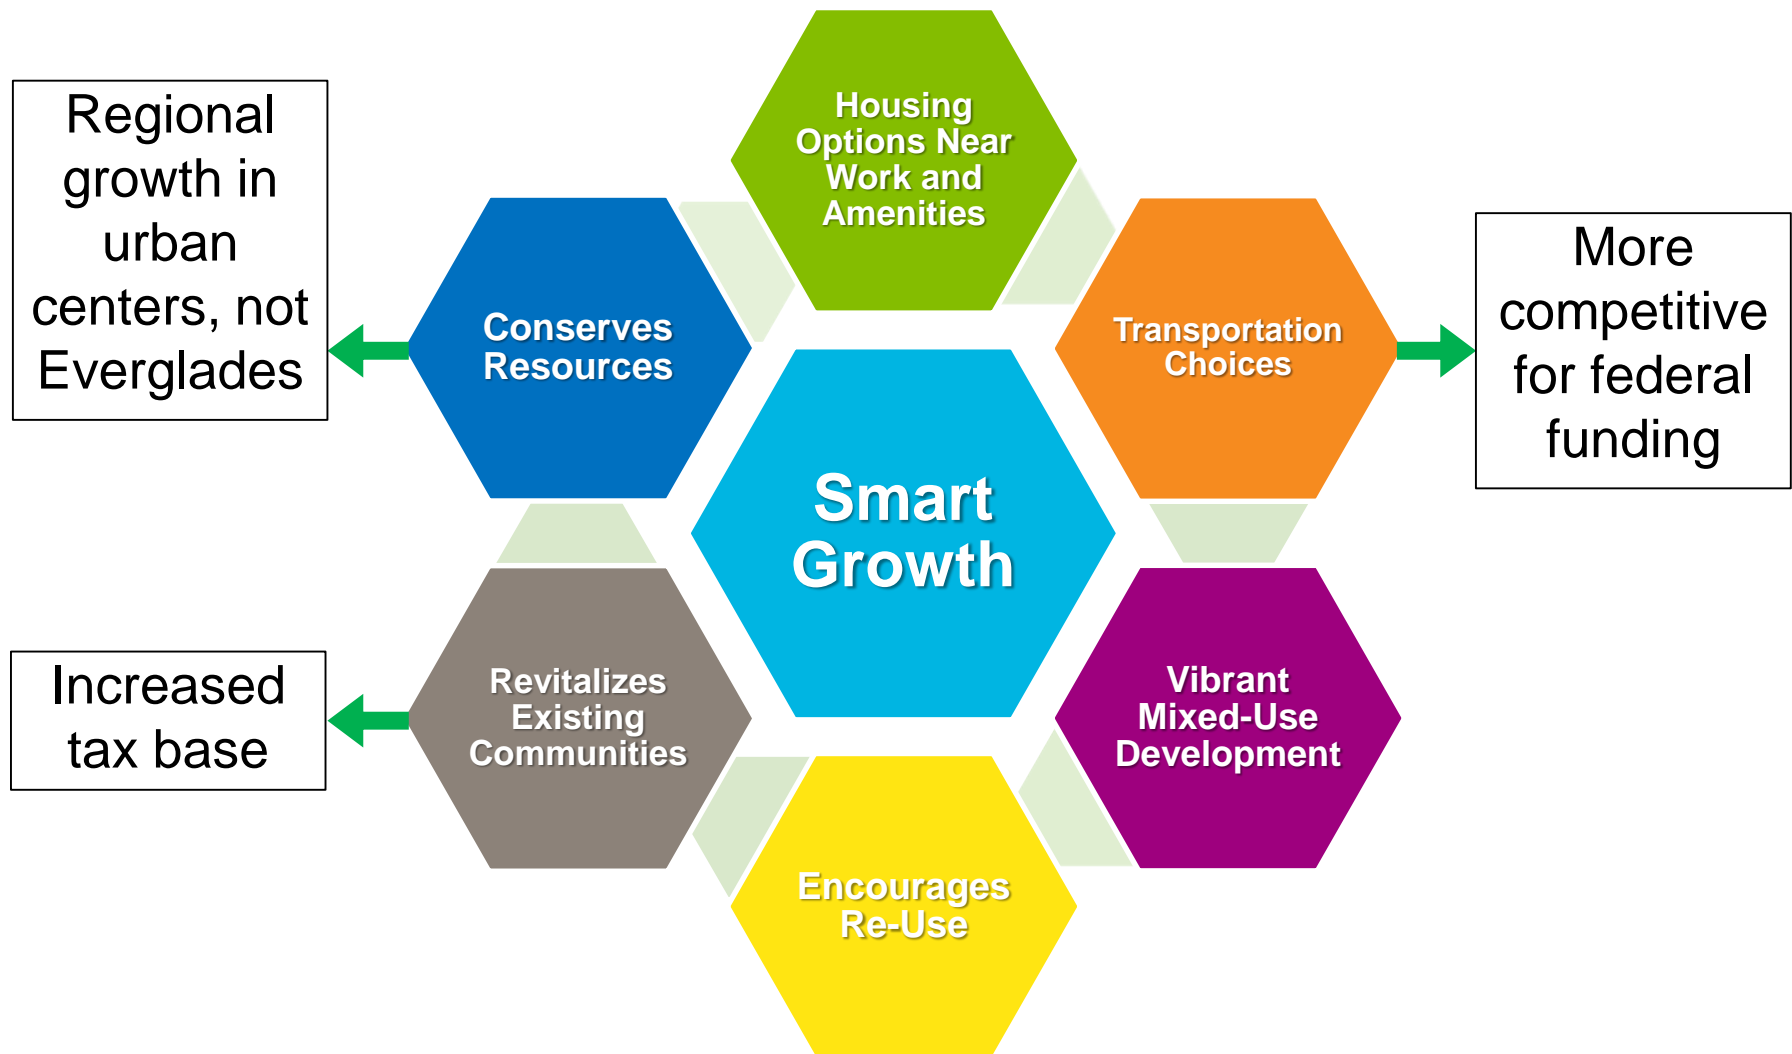 Housing
Options Near
Work and
Amenities
Regional
growth in
urban
centers, not
Everglades
Conserves
Resources
Transportation
Choices
More
competitive
for federal
funding
Smart
Growth
Increased
tax base
Revitalizes
Existing
Communities
Vibrant
Mixed-Use
Development
Encourages
Re-Use